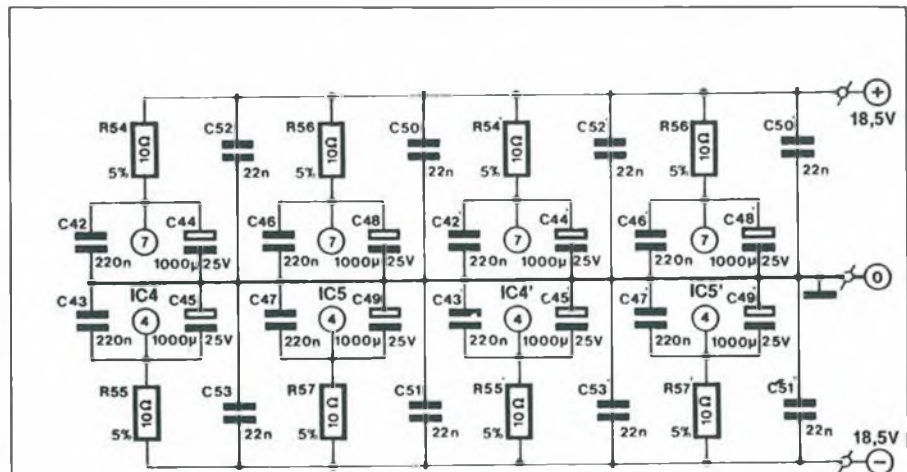 +
18,5V
R54 C52 R56 C50 R54' C52' R56' C50'
10Ω 10Ω 10Ω 10Ω
5% 22n 5% 22n 5% 22n 5% 22n
C42 C44 C46 C48 C42' C44' C46' C48'
7 7 7 7
220n 1000µ 25V 220n 1000µ 25V 220n 1000µ 25V 220n 1000µ 25V
0
IC4 IC5 IC4' IC5'
C43 C45 C47 C49 C43' C45' C47' C49'
4 4 4 4
220n 1000µ 25V 220n 1000µ 25V 220n 1000µ 25V 220n 1000µ 25V
R55 C53 R57 C51 R55' C53' R57' C51'
10Ω 10Ω 10Ω 10Ω
5% 22n 5% 22n 5% 22n 5% 22n
18,5V
−